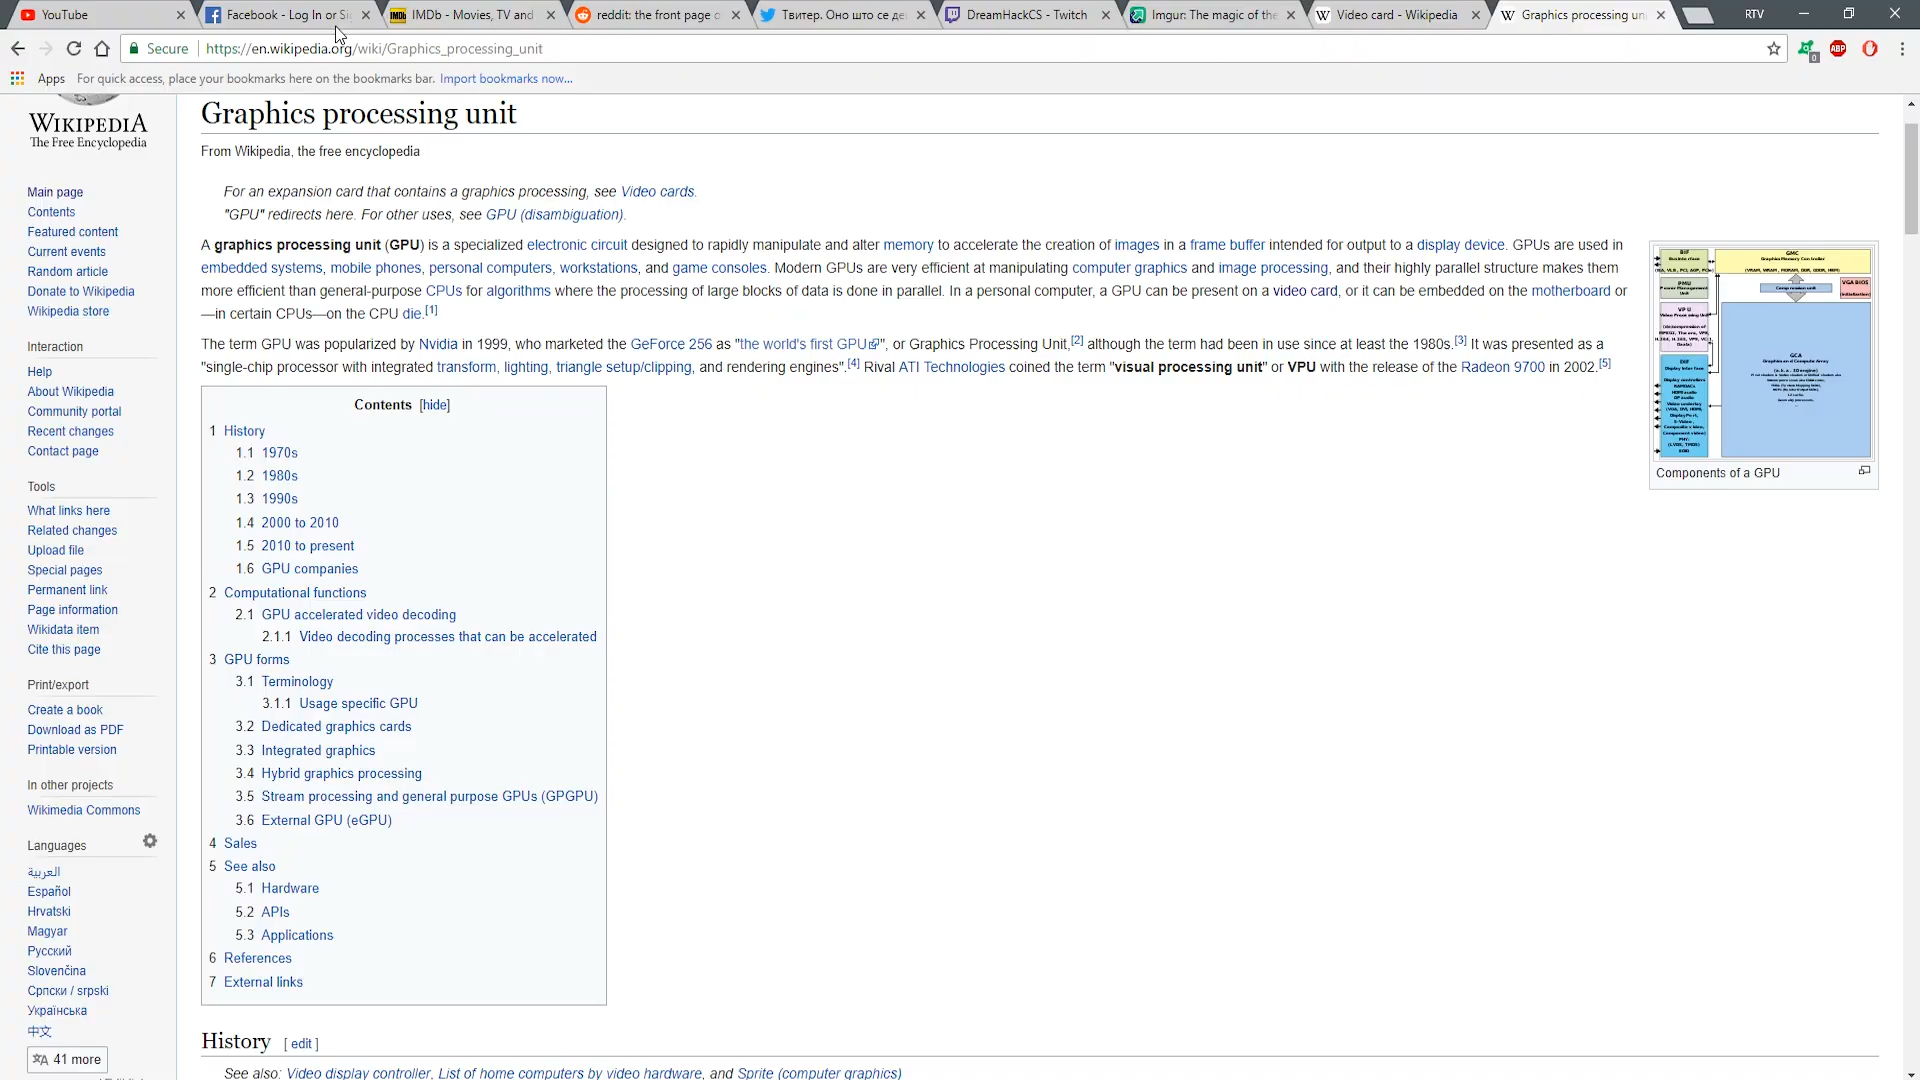 YouTube
Facebook - Log In or Si
IMDb - Movies, TV and
reddit: the front page o
Твитер. Оно што се де
DreamHackCS - Twitch
Imgur: The magic of the
Video card - Wikipedia
Graphics processing un
RTV
Secure
https://en.wikipedia.org/wiki/Graphics_processing_unit
0
ABP
Apps
For quick access, place your bookmarks here on the bookmarks bar. Import bookmarks now...
WIKIPEDIA
The Free Encyclopedia
Main page
Contents
Featured content
Current events
Random article
Donate to Wikipedia
Wikipedia store
Interaction
Help
About Wikipedia
Community portal
Recent changes
Contact page
Tools
What links here
Related changes
Upload file
Special pages
Permanent link
Page information
Wikidata item
Cite this page
Print/export
Create a book
Download as PDF
Printable version
In other projects
Wikimedia Commons
Languages
العربية
Español
Hrvatski
Magyar
Русский
Slovenčina
Српски / srpski
Українська
中文
41 more
Graphics processing unit
From Wikipedia, the free encyclopedia
For an expansion card that contains a graphics processing, see Video cards.
"GPU" redirects here. For other uses, see GPU (disambiguation).
A graphics processing unit (GPU) is a specialized electronic circuit designed to rapidly manipulate and alter memory to accelerate the creation of images in a frame buffer intended for output to a display device. GPUs are used in
embedded systems, mobile phones, personal computers, workstations, and game consoles. Modern GPUs are very efficient at manipulating computer graphics and image processing, and their highly parallel structure makes them
more efficient than general-purpose CPUs for algorithms where the processing of large blocks of data is done in parallel. In a personal computer, a GPU can be present on a video card, or it can be embedded on the motherboard or
—in certain CPUs—on the CPU die.[1]
The term GPU was popularized by Nvidia in 1999, who marketed the GeForce 256 as "the world's first GPU", or Graphics Processing Unit,[2] although the term had been in use since at least the 1980s.[3] It was presented as a
"single-chip processor with integrated transform, lighting, triangle setup/clipping, and rendering engines".[4] Rival ATI Technologies coined the term "visual processing unit" or VPU with the release of the Radeon 9700 in 2002.[5]
Contents [hide]
1 History
1.1 1970s
1.2 1980s
1.3 1990s
1.4 2000 to 2010
1.5 2010 to present
1.6 GPU companies
2 Computational functions
2.1 GPU accelerated video decoding
2.1.1 Video decoding processes that can be accelerated
3 GPU forms
3.1 Terminology
3.1.1 Usage specific GPU
3.2 Dedicated graphics cards
3.3 Integrated graphics
3.4 Hybrid graphics processing
3.5 Stream processing and general purpose GPUs (GPGPU)
3.6 External GPU (eGPU)
4 Sales
5 See also
5.1 Hardware
5.2 APIs
5.3 Applications
6 References
7 External links
History [ edit ]
See also: Video display controller, List of home computers by video hardware, and Sprite (computer graphics)
BIF
GMC
Graphics Memory Controller
PMU
Compression unit
VGA BIOS
VPU
GCA
Graphics and Compute Array
DIF
Display Interface
Components of a GPU